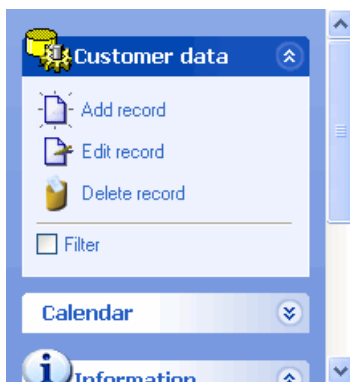 Customer data
Add record
Edit record
Delete record
Filter
Calendar
Information